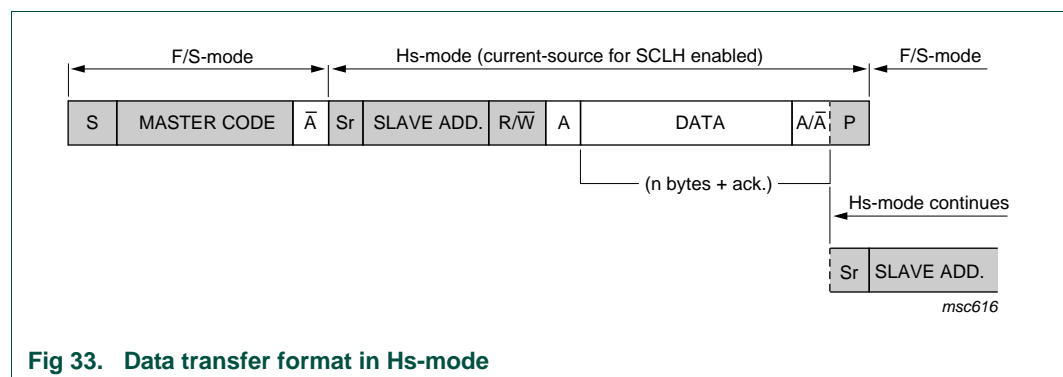 F/S-mode Hs-mode (current-source for SCLH enabled) F/S-mode
S MASTER CODE A̅ Sr SLAVE ADD. R/W̅ A DATA A/A̅ P
(n bytes + ack.)
Hs-mode continues
Sr SLAVE ADD.
msc616
Fig 33. Data transfer format in Hs-mode